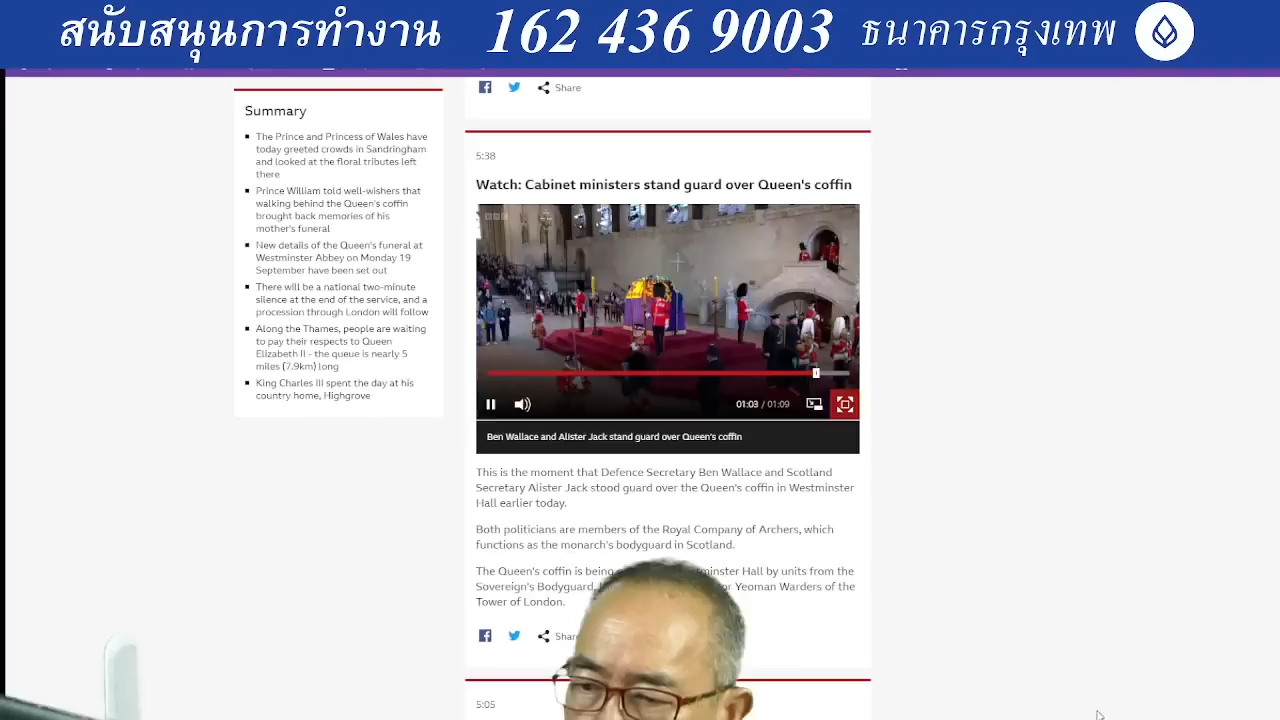 สนับสนุนการทำงาน 162 436 9003 ธนาคารกรุงเทพ
Share
Summary
The Prince and Princess of Wales have
today greeted crowds in Sandringham
and looked at the floral tributes left
there
Prince William told well-wishers that
walking behind the Queen's coffin
brought back memories of his
mother's funeral
New details of the Queen's funeral at
Westminster Abbey on Monday 19
September have been set out
There will be a national two-minute
silence at the end of the service, and a
procession through London will follow
Along the Thames, people are waiting
to pay their respects to Queen
Elizabeth II - the queue is nearly 5
miles (7.9km) long
King Charles III spent the day at his
country home, Highgrove
5:38
Watch: Cabinet ministers stand guard over Queen's coffin
BBC
01:03 / 01:09
Ben Wallace and Alister Jack stand guard over Queen's coffin
This is the moment that Defence Secretary Ben Wallace and Scotland
Secretary Alister Jack stood guard over the Queen's coffin in Westminster
Hall earlier today.
Both politicians are members of the Royal Company of Archers, which
functions as the monarch's bodyguard in Scotland.
The Queen's coffin is being minster Hall by units from the
Sovereign's Bodyguard, or Yeoman Warders of the
Tower of London.
Share
5:05